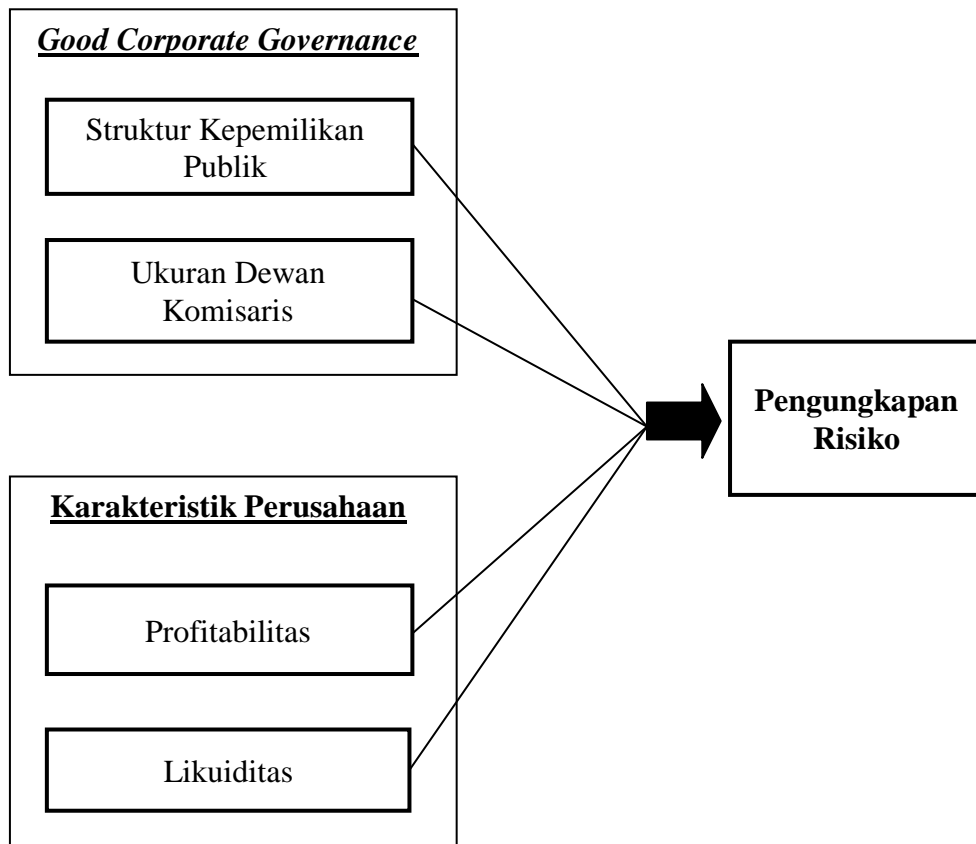 Good Corporate Governance
Struktur Kepemilikan
Publik
Ukuran Dewan
Komisaris
Pengungkapan
Risiko
Karakteristik Perusahaan
Profitabilitas
Likuiditas